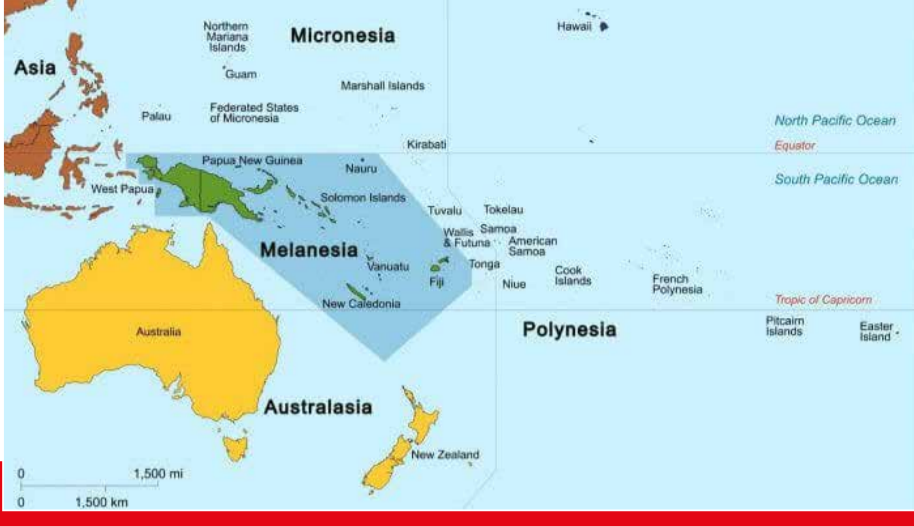 Northern
Mariana
Islands
Micronesia
Hawaii
Asia
Guam
Marshall Islands
Palau
Federated States
of Micronesia
North Pacific Ocean
Kirabati
Equator
Papua New Guinea
Nauru
South Pacific Ocean
West Papua
Solomon Islands
Tuvalu
Tokelau
Wallis
& Futuna
Samoa
American
Samoa
Melanesia
Vanuatu
Fiji
Tonga
Niue
Cook
Islands
French
Polynesia
New Caledonia
Tropic of Capricorn
Australia
Polynesia
Pitcairn
Islands
Easter
Island
Australasia
New Zealand
0
1,500 mi
0
1,500 km